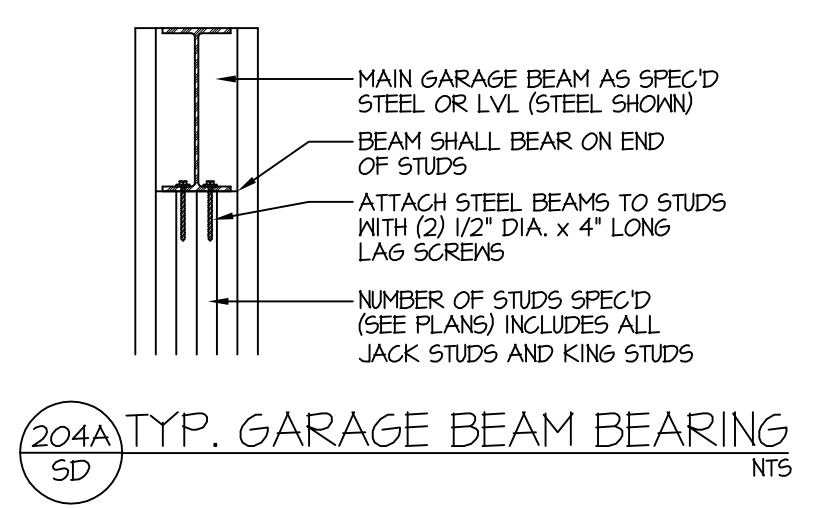 MAIN GARAGE BEAM AS SPEC'D
STEEL OR LVL (STEEL SHOWN)
BEAM SHALL BEAR ON END
OF STUDS
ATTACH STEEL BEAMS TO STUDS
WITH (2) 1/2" DIA. x 4" LONG
LAG SCREWS
NUMBER OF STUDS SPEC'D
(SEE PLANS) INCLUDES ALL
JACK STUDS AND KING STUDS
204A
SD
TYP. GARAGE BEAM BEARING
NTS